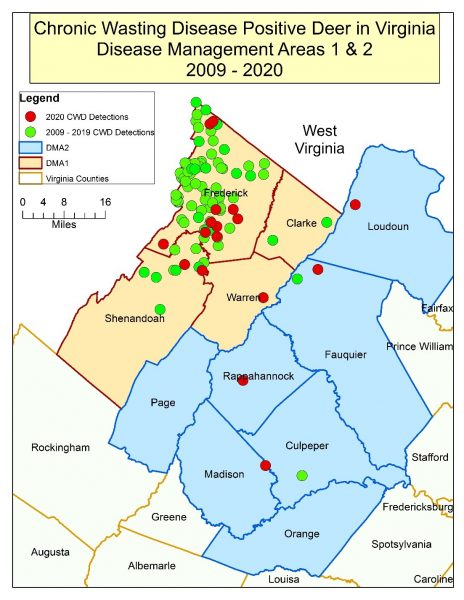 Chronic Wasting Disease Positive Deer in Virginia
Disease Management Areas 1 & 2
2009 - 2020
Legend
2020 CWD Detections
2009 - 2019 CWD Detections
DMA2
DMA1
Virginia Counties
0 4 8 16
Miles
West
Virginia
Frederick
Clarke
Loudoun
Warren
Fairfax
Shenandoah
Prince William
Fauquier
Rappahannock
Page
Culpeper
Rockingham
Stafford
Madison
Fredericksburg
Greene
Orange
Spotsylvania
Augusta
Albemarle
Louisa
Caroline